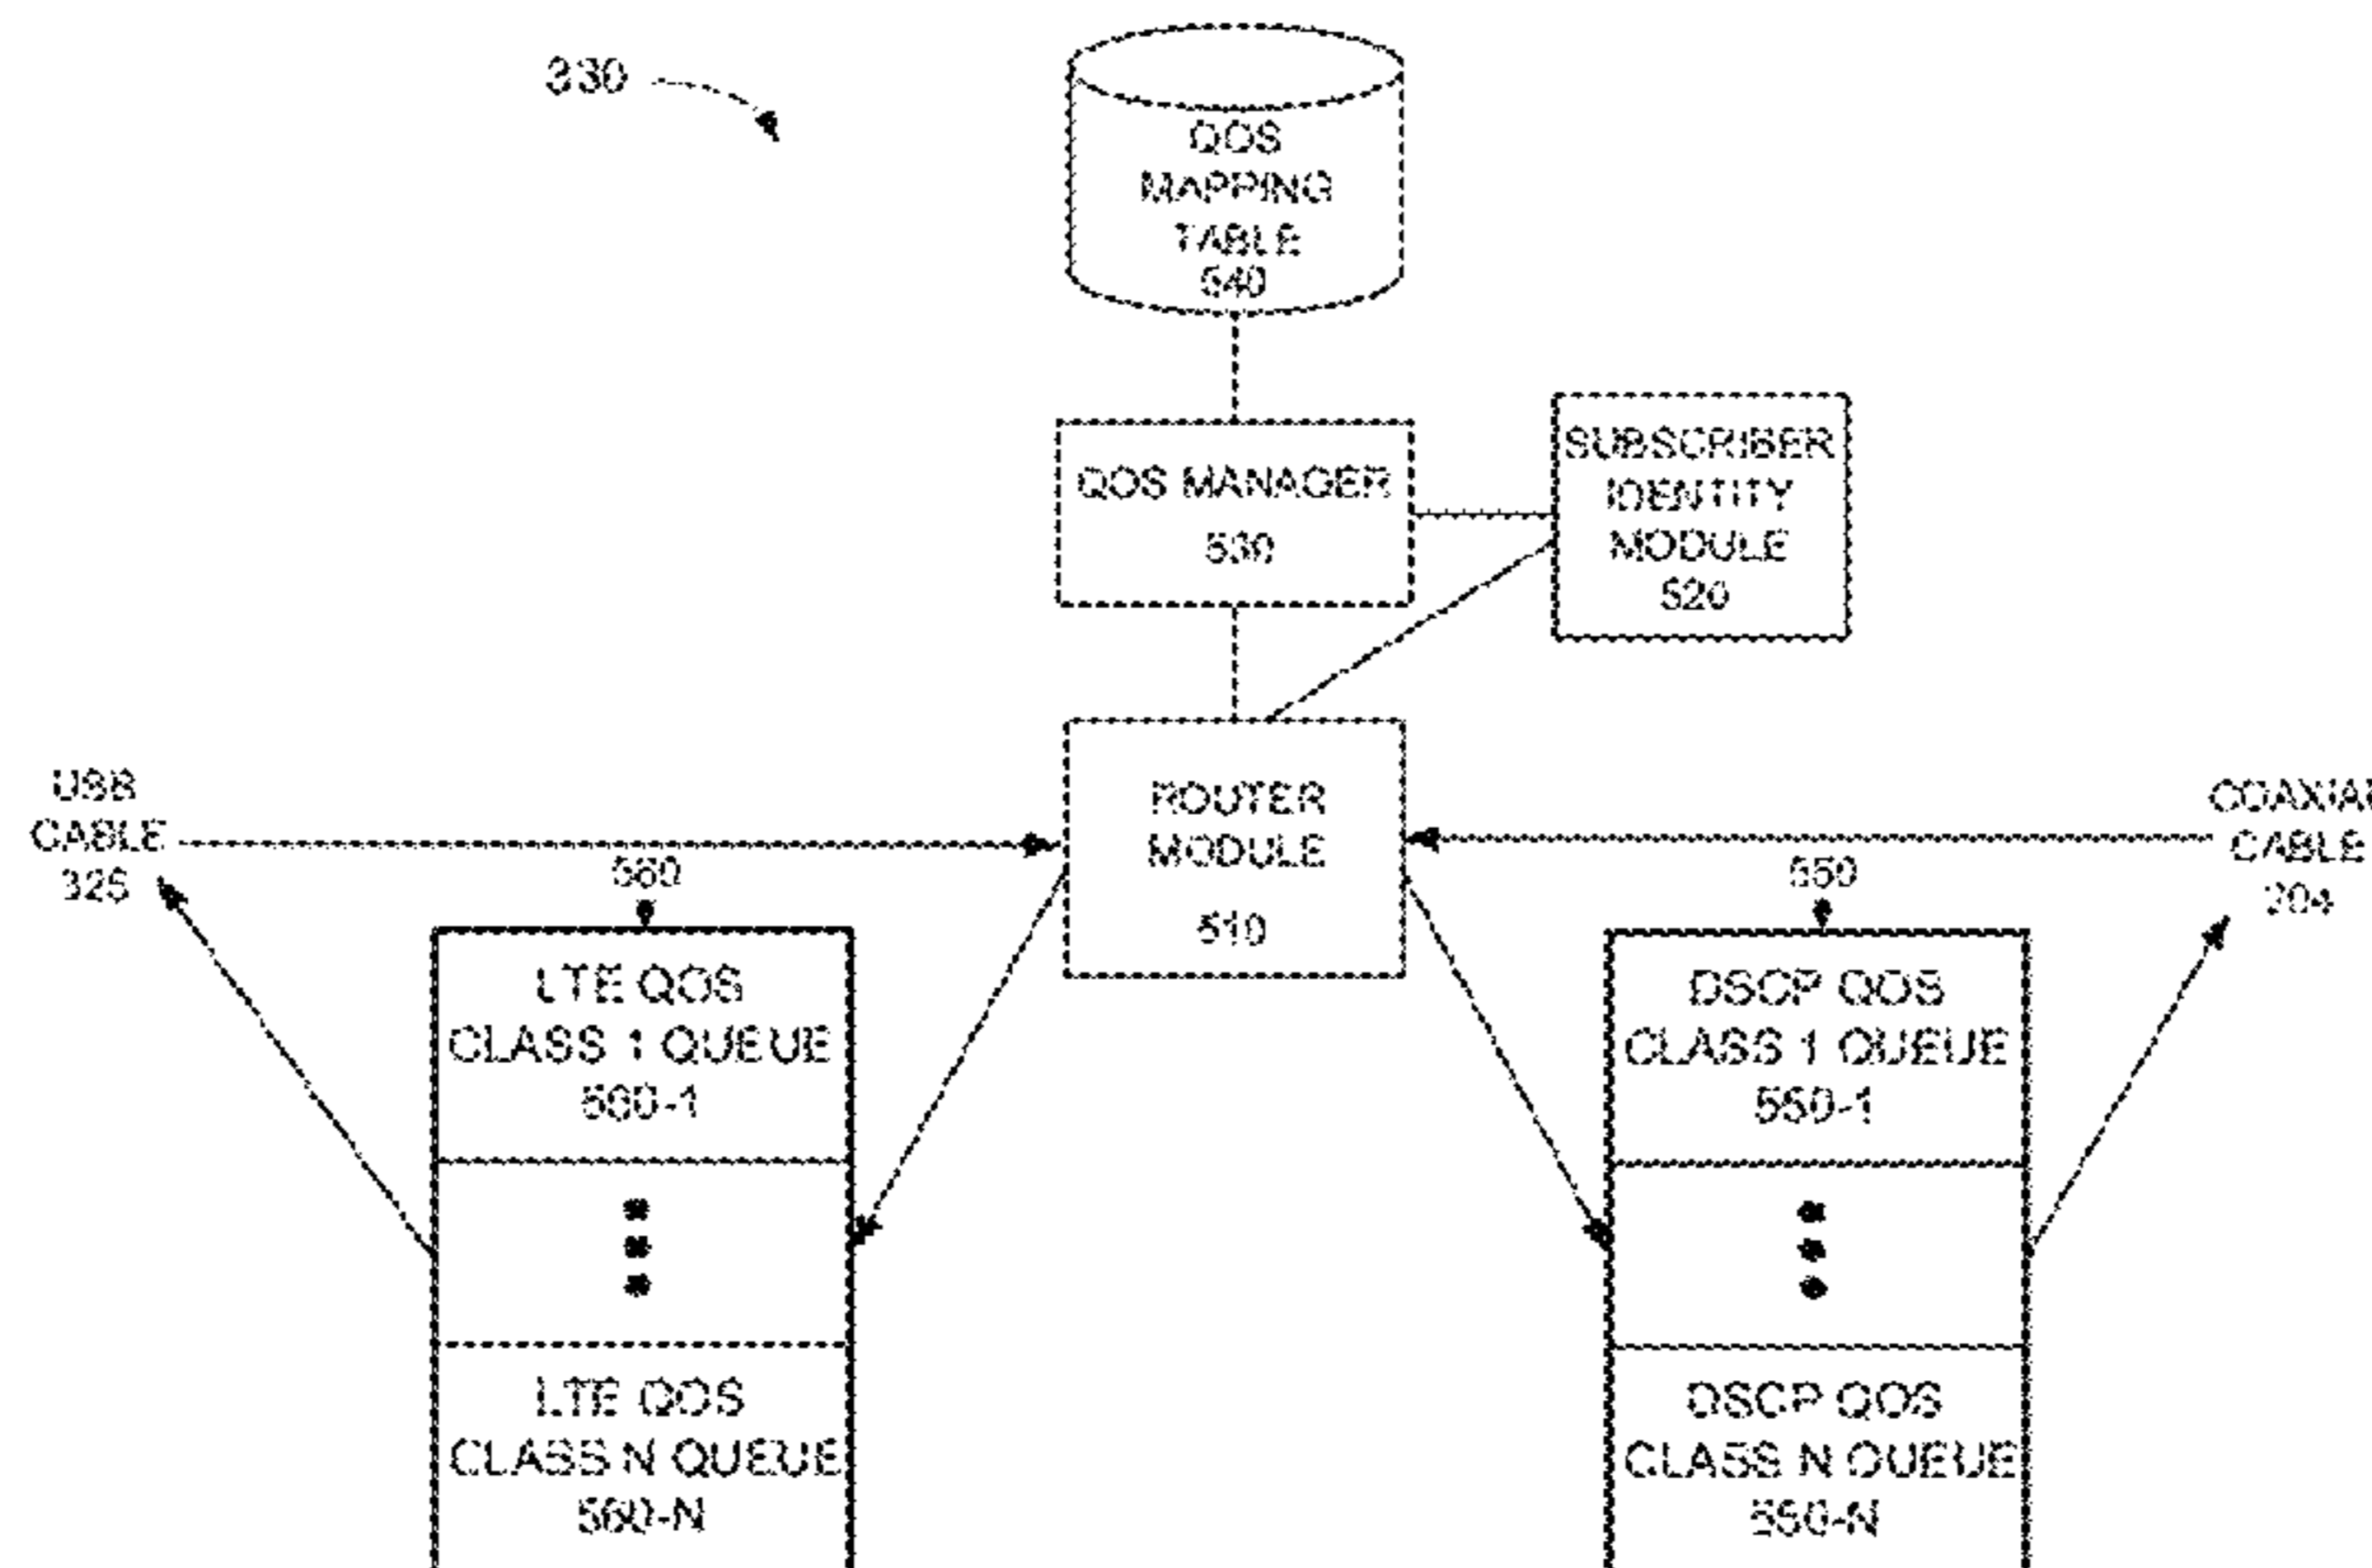 330
QOS
MAPPING
TABLE
540
QOS MANAGER
530
SUBSCRIBER
IDENTITY
MODULE
520
USB
CABLE
325
560
ROUTER
MODULE
510
550
COAXIAL
CABLE
204
LTE QOS
CLASS 1 QUEUE
560-1
LTE QOS
CLASS N QUEUE
560-N
DSCP QOS
CLASS 1 QUEUE
550-1
DSCP QOS
CLASS N QUEUE
550-N